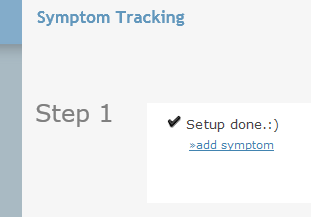 Symptom Tracking
Step 1
✔ Setup done.:)
»add symptom